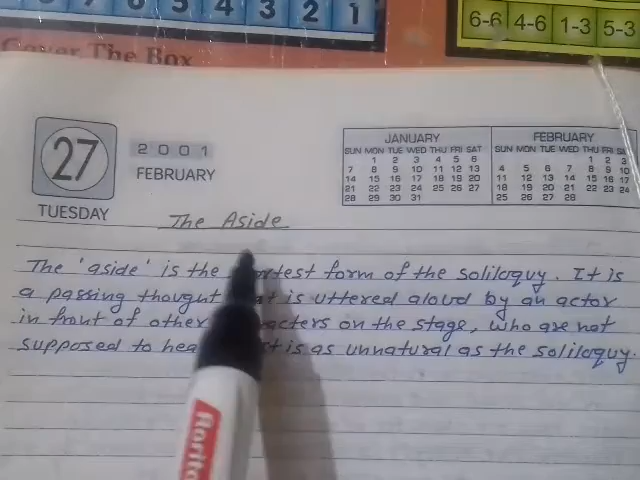 6 5 4 3 2 1
6-6 4-6 1-3 5-3
Cover The Box
27
TUESDAY
2001
FEBRUARY
JANUARY
SUN MON TUE WED THU FRI SAT
1 2 3 4 5 6
7 8 9 10 11 12 13
14 15 16 17 18 19 20
21 22 23 24 25 26 27
28 29 30 31
FEBRUARY
SUN MON TUE WED THU FRI
1 2 3
4 5 6 7 8 9 10
11 12 13 14 15 16 17
18 19 20 21 22 23 24
25 26 27 28
The Aside
The 'aside' is the form of the soliloquy. It is
a passing thought is uttered aloud by an actor
in front of other on the stage, who are not
supposed to is as unnatural as the soliloquy.